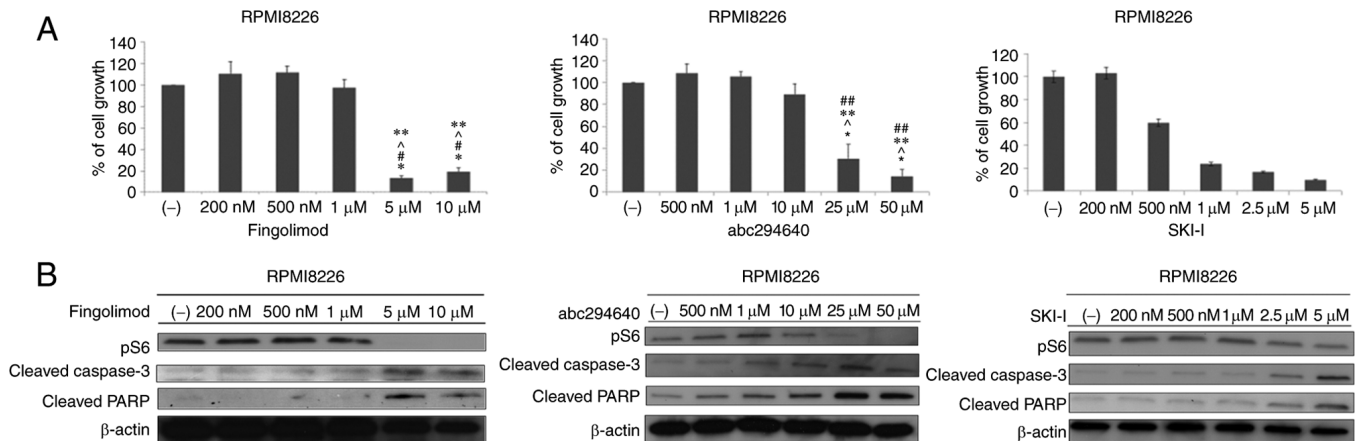 A
RPMI8226
% of cell growth
140
120
100
80
60
40
20
0
**
^
#
*
**
^
#
*
(–) 200 nM 500 nM 1 µM 5 µM 10 µM
Fingolimod
RPMI8226
% of cell growth
140
120
100
80
60
40
20
0
##
**
^
*
##
**
^
*
(–) 500 nM 1 µM 10 µM 25 µM 50 µM
abc294640
RPMI8226
% of cell growth
120
100
80
60
40
20
0
(–) 200 nM 500 nM 1 µM 2.5 µM 5 µM
SKI-I
B
RPMI8226
Fingolimod (–) 200 nM 500 nM 1 µM 5 µM 10 µM
pS6
Cleaved caspase-3
Cleaved PARP
β-actin
RPMI8226
abc294640 (–) 500 nM 1 µM 10 µM 25 µM 50 µM
pS6
Cleaved caspase-3
Cleaved PARP
β-actin
RPMI8226
SKI-I (–) 200 nM 500 nM 1 µM 2.5 µM 5 µM
pS6
Cleaved caspase-3
Cleaved PARP
β-actin